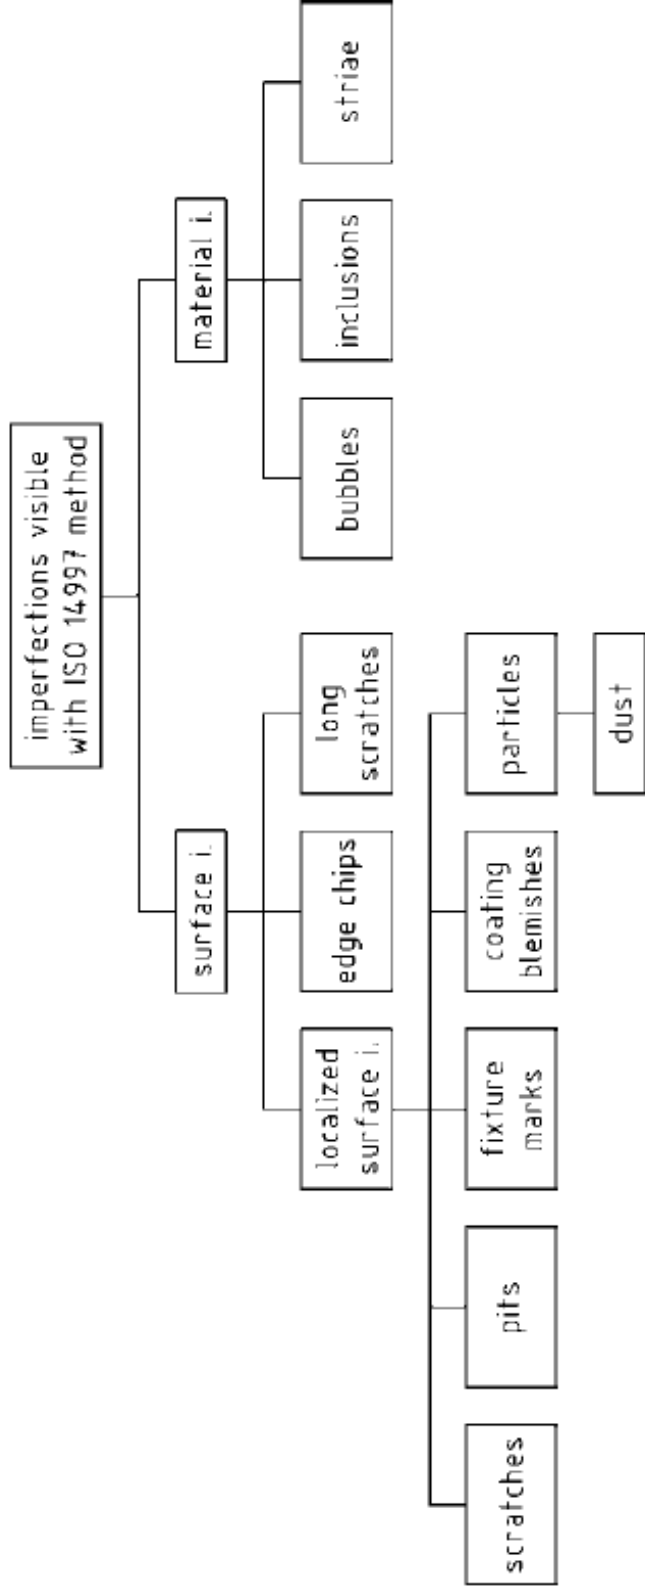 imperfections visible
with ISO 14997 method
surface i.
material i.
localized
surface i.
edge chips
long
scratches
bubbles
inclusions
striae
scratches
pits
fixture
marks
coating
blemishes
particles
dust